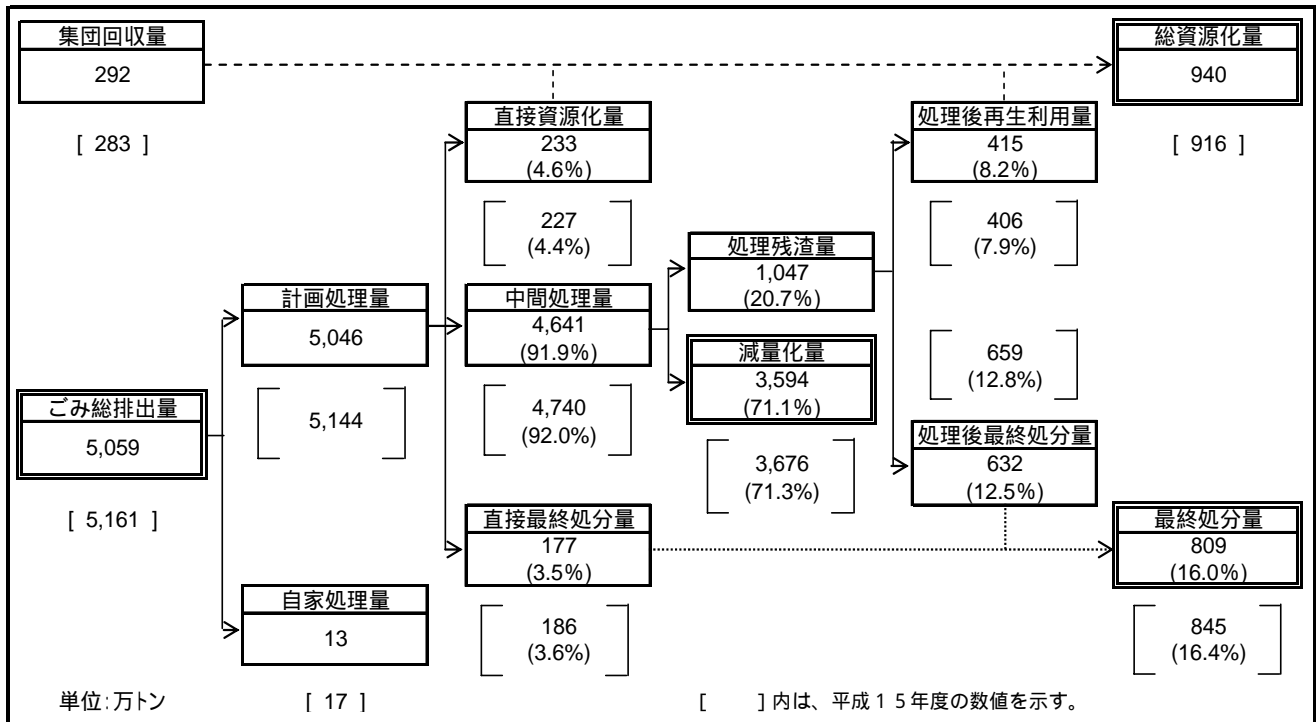 集団回収量
292
[ 283 ]
総資源化量
940
[ 916 ]
直接資源化量
233
(4.6%)
227
(4.4%)
処理後再生利用量
415
(8.2%)
406
(7.9%)
処理残渣量
1,047
(20.7%)
計画処理量
5,046
5,144
中間処理量
4,641
(91.9%)
4,740
(92.0%)
減量化量
3,594
(71.1%)
3,676
(71.3%)
659
(12.8%)
処理後最終処分量
632
(12.5%)
ごみ総排出量
5,059
[ 5,161 ]
直接最終処分量
177
(3.5%)
186
(3.6%)
最終処分量
809
(16.0%)
845
(16.4%)
自家処理量
13
[ 17 ]
単位:万トン
[ ]内は、平成15年度の数値を示す。